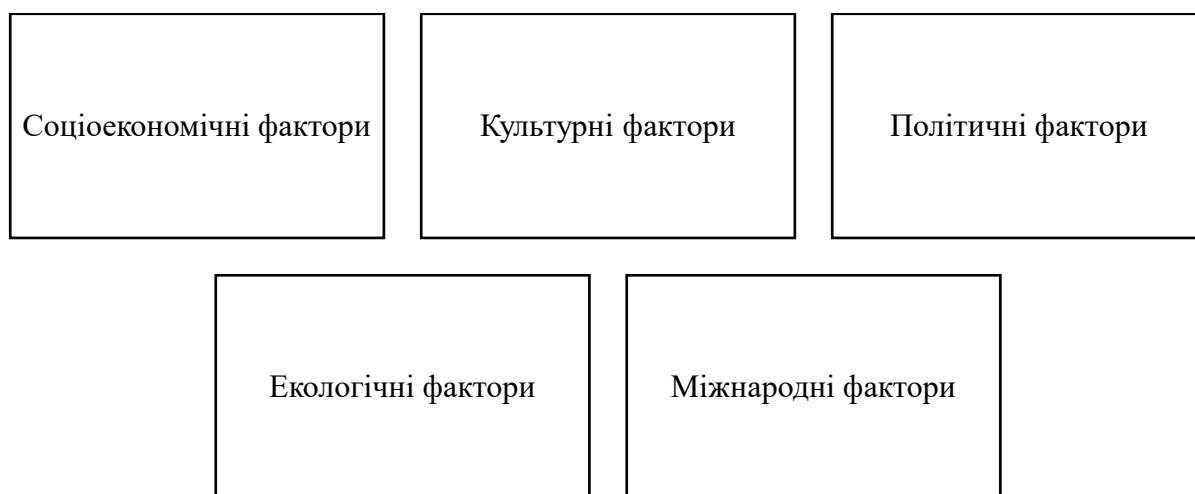 Соціоекономічні фактори
Культурні фактори
Політичні фактори
Екологічні фактори
Міжнародні фактори